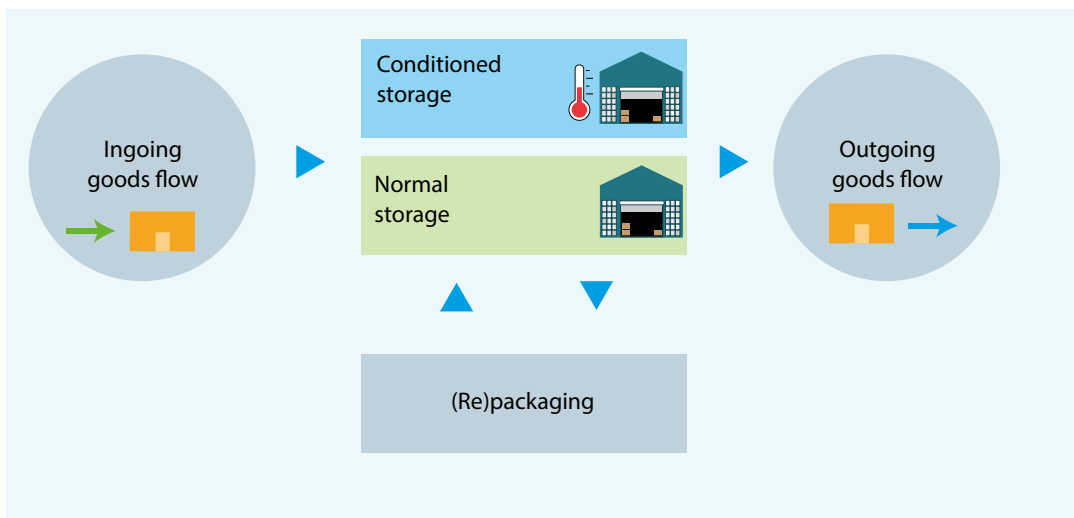 Ingoing
goods flow
Conditioned
storage
Normal
storage
Outgoing
goods flow
(Re)packaging